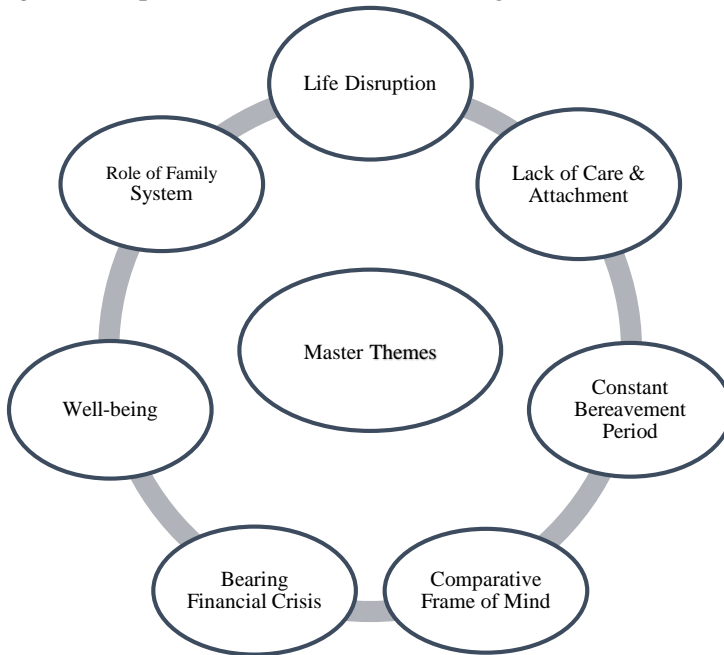 Life Disruption
Lack of Care &
Attachment
Constant
Bereavement
Period
Comparative
Frame of Mind
Bearing
Financial Crisis
Well-being
Role of Family
System
Master Themes